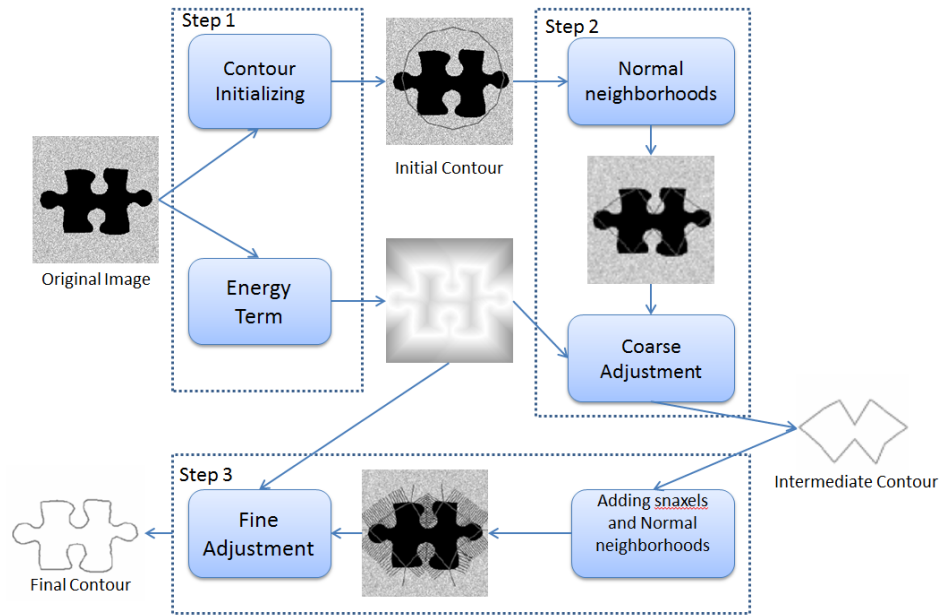 Step 1
Contour
Initializing
Initial Contour
Step 2
Normal
neighborhoods
Original Image
Energy
Term
Coarse
Adjustment
Intermediate Contour
Step 3
Adding snaxels
and Normal
neighborhoods
Fine
Adjustment
Final Contour